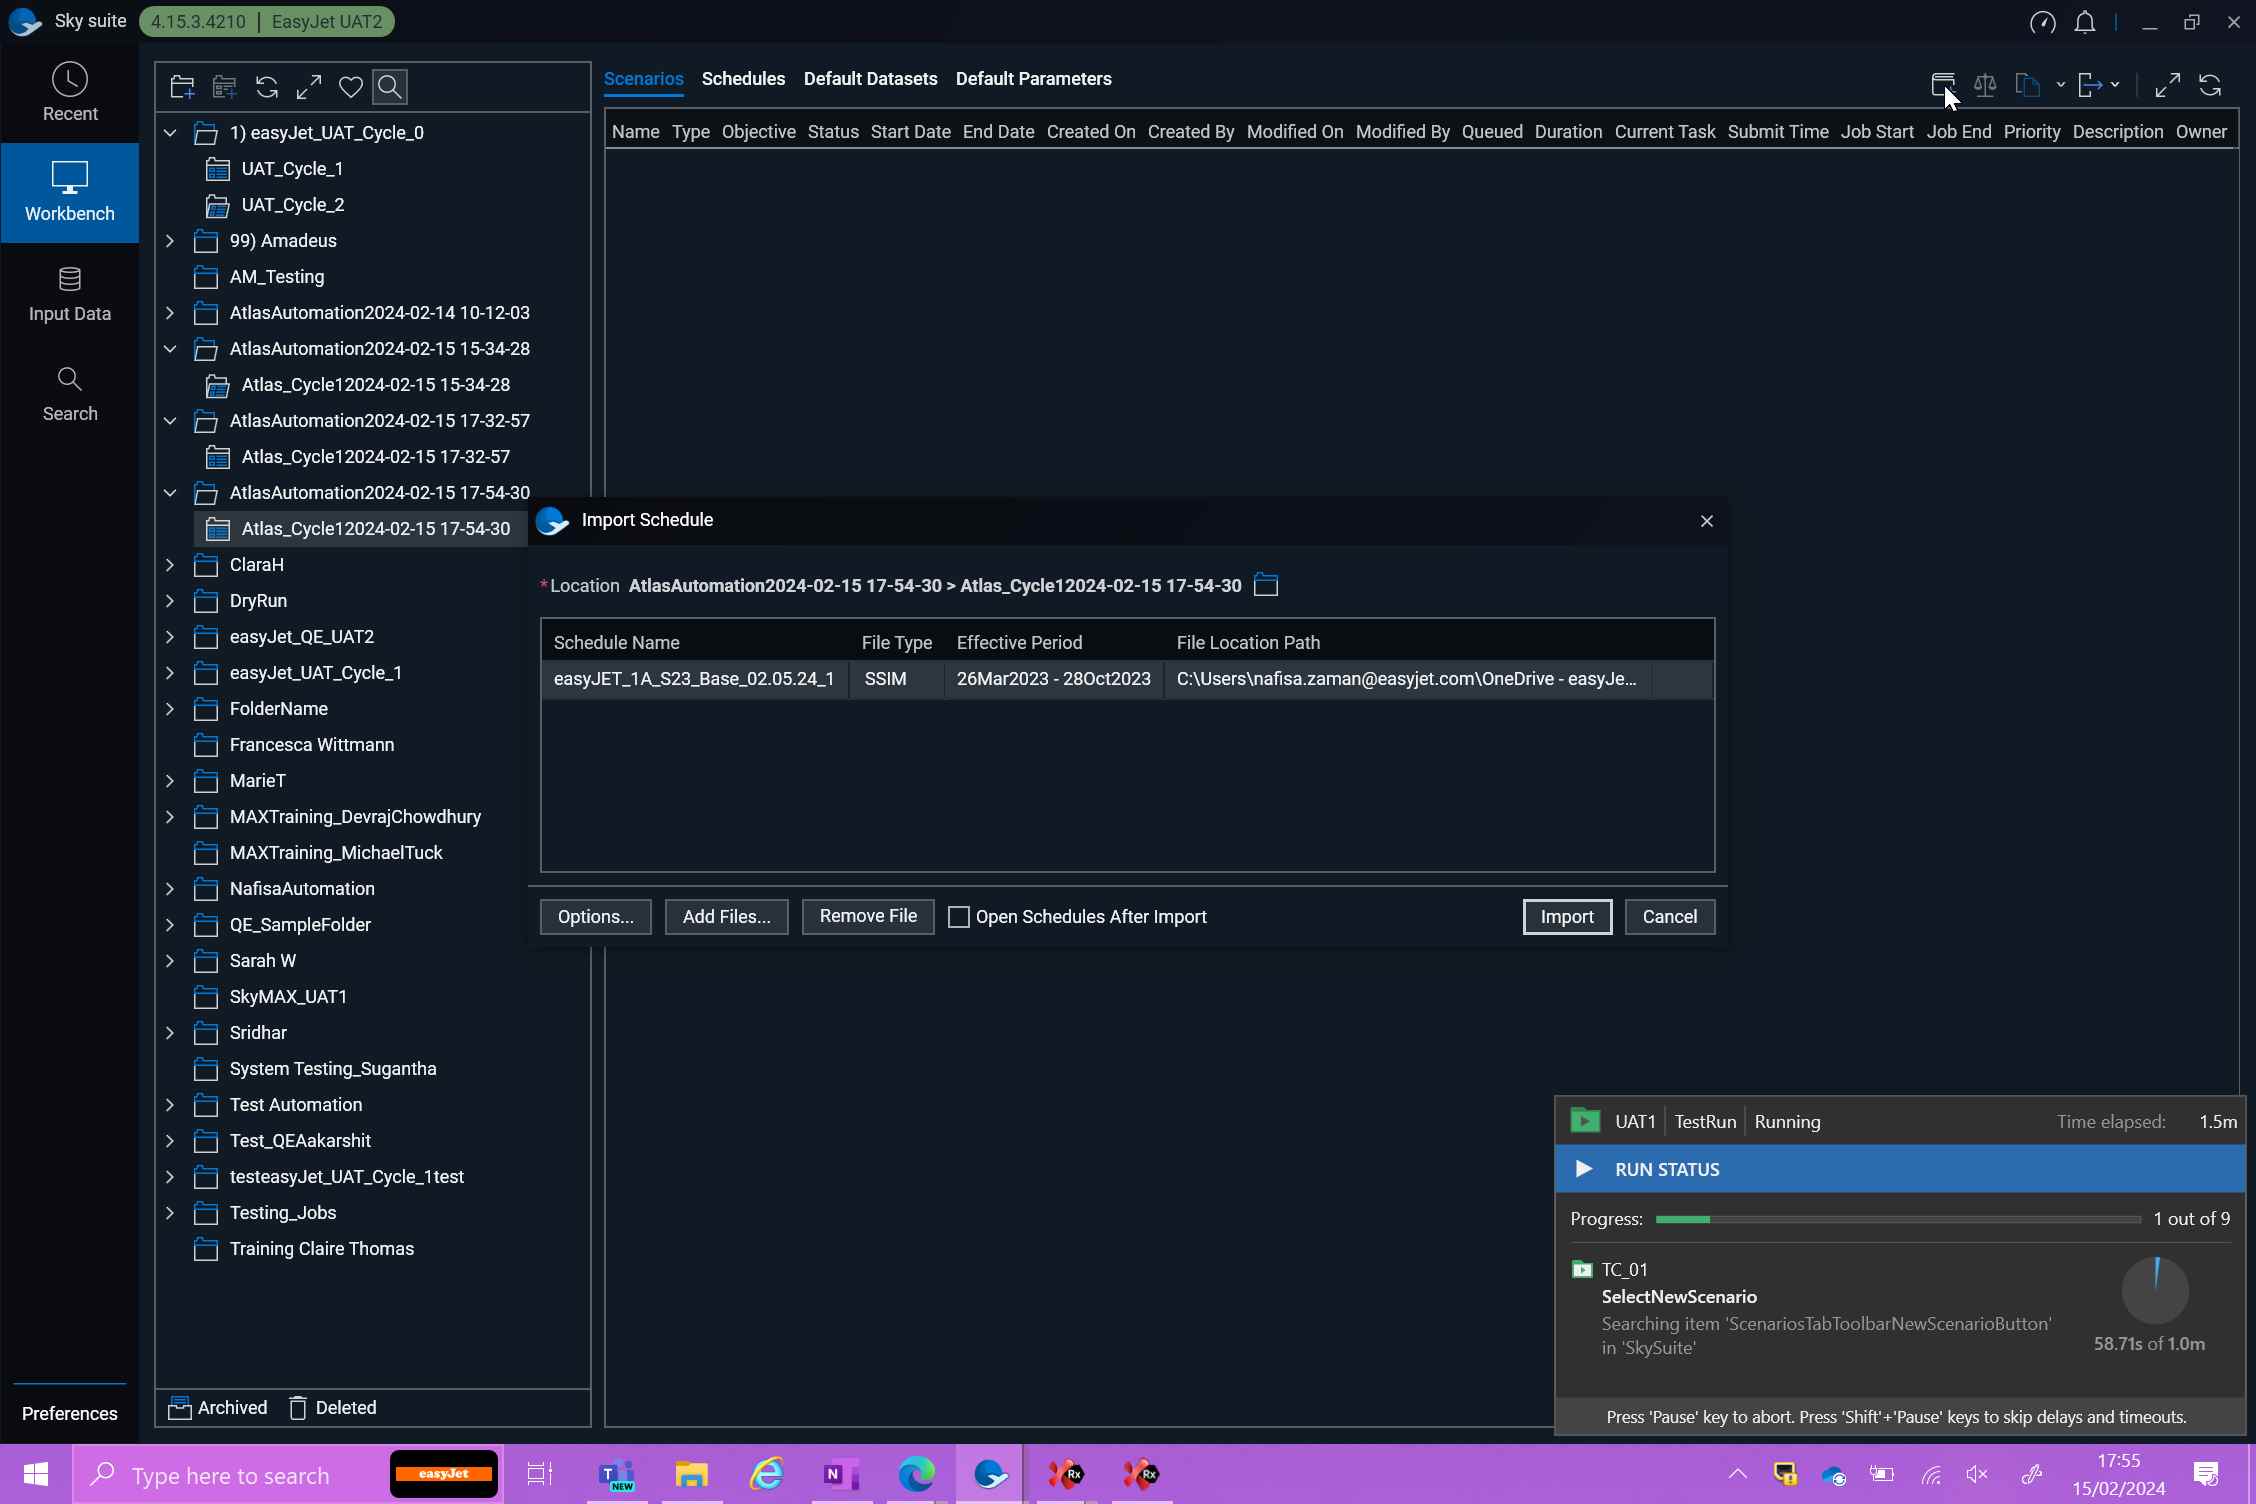 Sky suite 4.15.3.4210 | EasyJet UAT2
Recent
Workbench
Input Data
Search
Preferences
1) easyJet_UAT_Cycle_0
UAT_Cycle_1
UAT_Cycle_2
99) Amadeus
AM_Testing
AtlasAutomation2024-02-14 10-12-03
AtlasAutomation2024-02-15 15-34-28
Atlas_Cycle12024-02-15 15-34-28
AtlasAutomation2024-02-15 17-32-57
Atlas_Cycle12024-02-15 17-32-57
AtlasAutomation2024-02-15 17-54-30
Atlas_Cycle12024-02-15 17-54-30
ClaraH
DryRun
easyJet_QE_UAT2
easyJet_UAT_Cycle_1
FolderName
Francesca Wittmann
MarieT
MAXTraining_DevrajChowdhury
MAXTraining_MichaelTuck
NafisaAutomation
QE_SampleFolder
Sarah W
SkyMAX_UAT1
Sridhar
System Testing_Sugantha
Test Automation
Test_QEAakarshit
testeasyJet_UAT_Cycle_1test
Testing_Jobs
Training Claire Thomas
Archived Deleted
Scenarios Schedules Default Datasets Default Parameters
Name Type Objective Status Start Date End Date Created On Created By Modified On Modified By Queued Duration Current Task Submit Time Job Start Job End Priority Description Owner
Import Schedule
*Location AtlasAutomation2024-02-15 17-54-30 > Atlas_Cycle12024-02-15 17-54-30
Schedule Name File Type Effective Period File Location Path
easyJET_1A_S23_Base_02.05.24_1 SSIM 26Mar2023 - 28Oct2023 C:\Users\nafisa.zaman@easyjet.com\OneDrive - easyJe...
Options... Add Files... Remove File Open Schedules After Import Import Cancel
UAT1 TestRun Running Time elapsed: 1.5m
RUN STATUS
Progress: 1 out of 9
TC_01
SelectNewScenario
Searching item 'ScenariosTabToolbarNewScenarioButton'
in 'SkySuite'
58.71s of 1.0m
Press 'Pause' key to abort. Press 'Shift'+'Pause' keys to skip delays and timeouts.
Type here to search easyJet
T NEW
N
Rx
Rx
17:55
15/02/2024